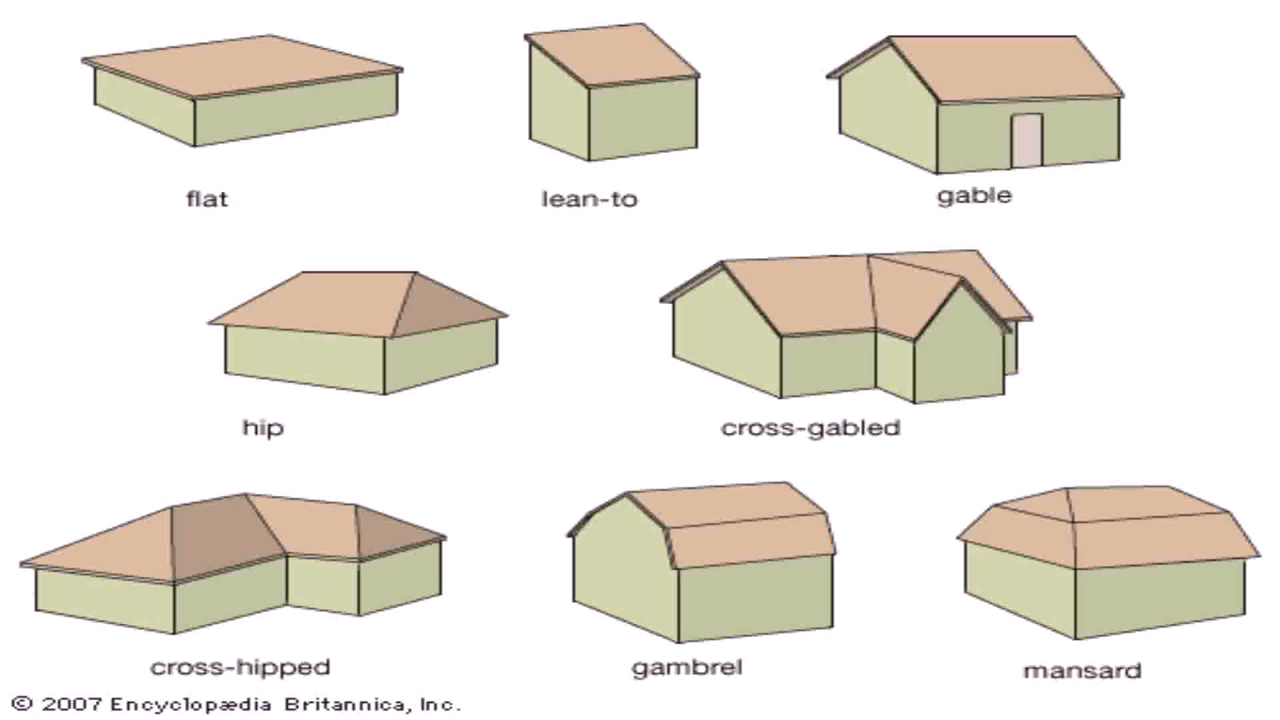 flat
lean-to
gable
hip
cross-gabled
cross-hipped
gambrel
mansard
© 2007 Encyclopædia Britannica, Inc.